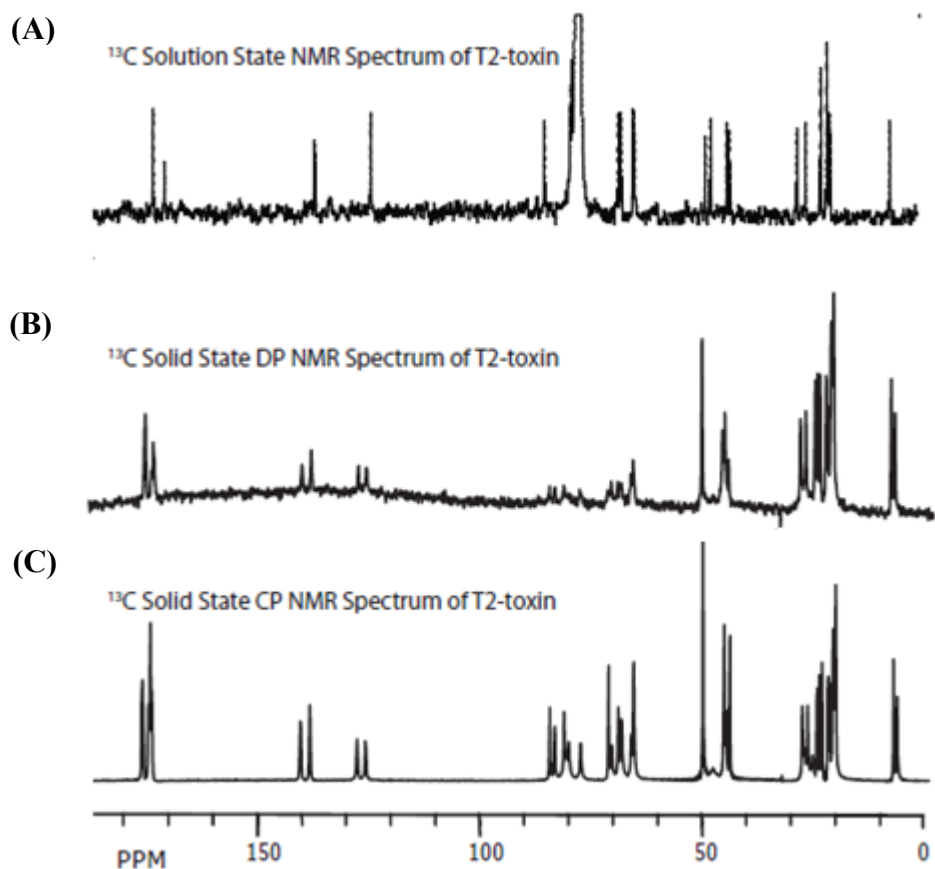 (A)
¹³C Solution State NMR Spectrum of T2-toxin
(B)
¹³C Solid State DP NMR Spectrum of T2-toxin
(C)
¹³C Solid State CP NMR Spectrum of T2-toxin
PPM 150 100 50 0